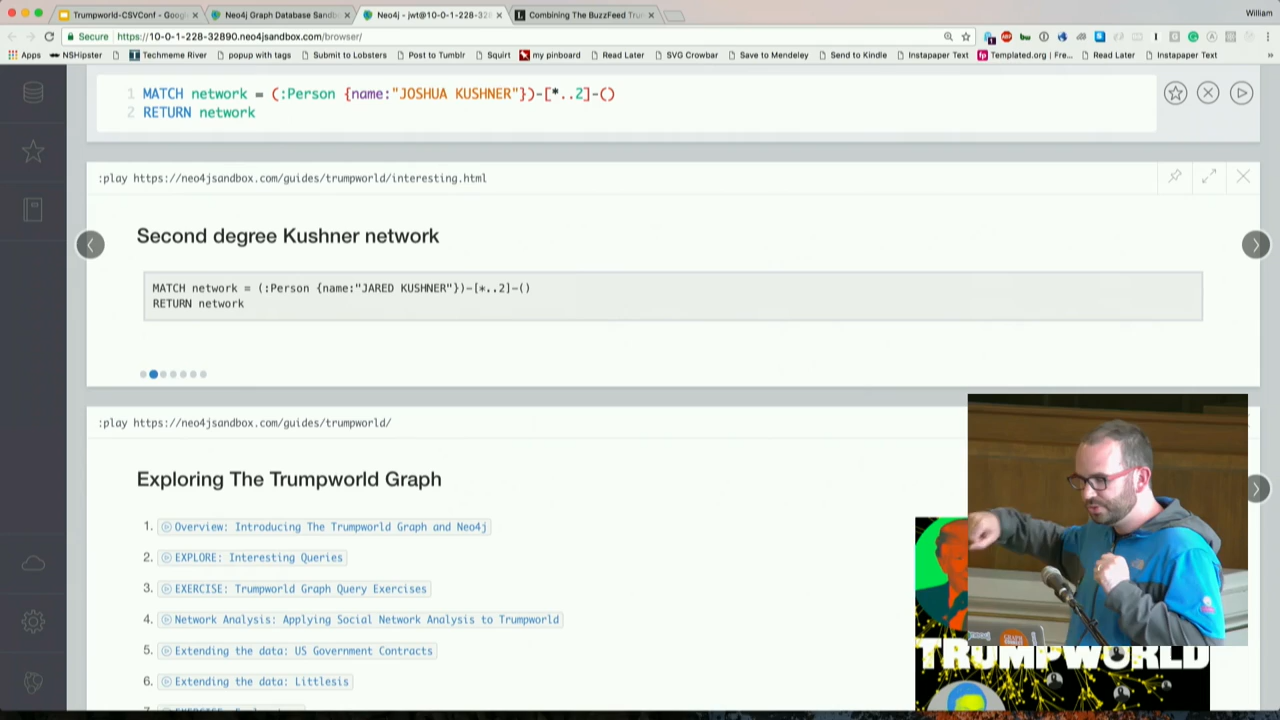 Trumpworld-CSVConf - Goog
Neo4j Graph Database Sandb
Neo4j - jwt@10-0-1-228-32
Combining The BuzzFeed Tru
William
Secure
https://10-0-1-228-32890.neo4jsandbox.com/browser/
Apps
NSHipster
Techmeme River
popup with tags
Submit to Lobsters
Post to Tumblr
Squirt
my pinboard
Read Later
SVG Crowbar
Save to Mendeley
Send to Kindle
Instapaper Text
Templated.org | Fre...
Read Later
Instapaper Text
1 MATCH network = (:Person {name:"JOSHUA KUSHNER"})-[*..2]-()
2 RETURN network
:play https://neo4jsandbox.com/guides/trumpworld/interesting.html
Second degree Kushner network
MATCH network = (:Person {name:"JARED KUSHNER"})-[*..2]-()
RETURN network
:play https://neo4jsandbox.com/guides/trumpworld/
Exploring The Trumpworld Graph
1. Overview: Introducing The Trumpworld Graph and Neo4j
2. EXPLORE: Interesting Queries
3. EXERCISE: Trumpworld Graph Query Exercises
4. Network Analysis: Applying Social Network Analysis to Trumpworld
5. Extending the data: US Government Contracts
6. Extending the data: Littlesis
TRUMPWORLD